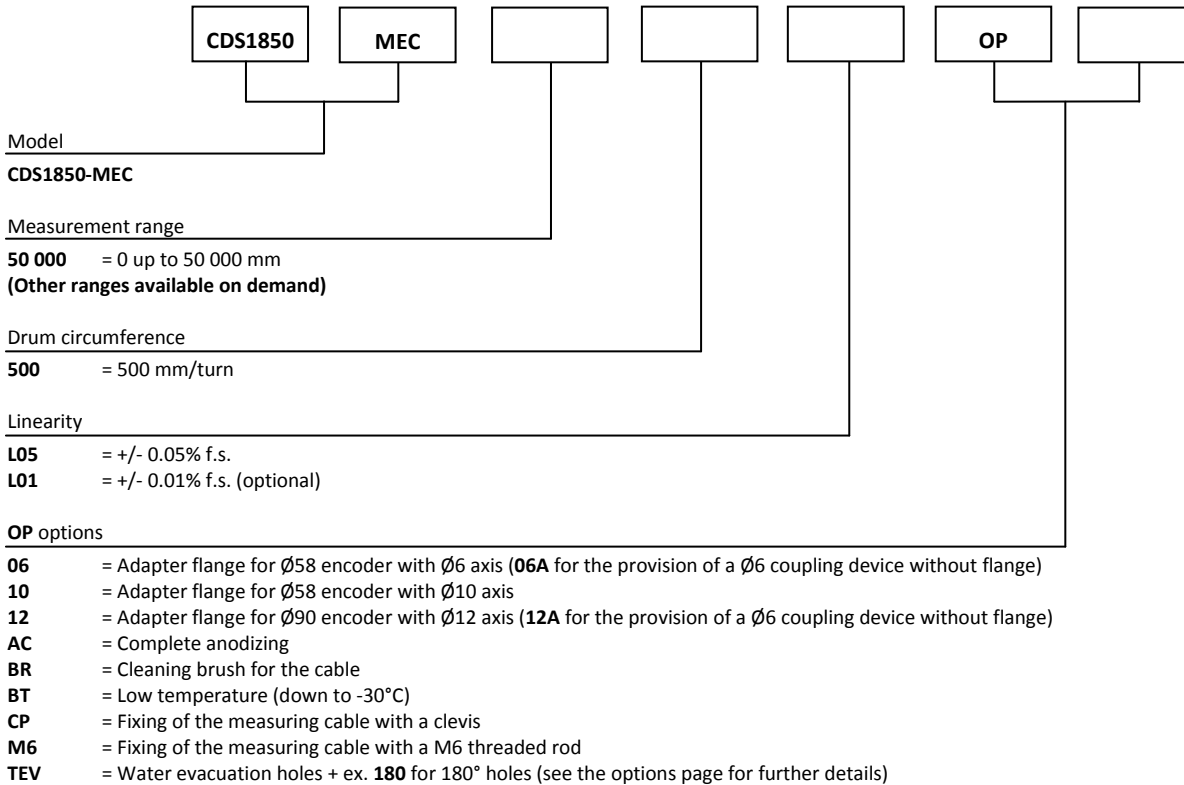 CDS1850 MEC OP
Model
CDS1850-MEC
Measurement range
50 000 = 0 up to 50 000 mm
(Other ranges available on demand)
Drum circumference
500 = 500 mm/turn
Linearity
L05 = +/- 0.05% f.s.
L01 = +/- 0.01% f.s. (optional)
OP options
06 = Adapter flange for Ø58 encoder with Ø6 axis (06A for the provision of a Ø6 coupling device without flange)
10 = Adapter flange for Ø58 encoder with Ø10 axis
12 = Adapter flange for Ø90 encoder with Ø12 axis (12A for the provision of a Ø6 coupling device without flange)
AC = Complete anodizing
BR = Cleaning brush for the cable
BT = Low temperature (down to -30°C)
CP = Fixing of the measuring cable with a clevis
M6 = Fixing of the measuring cable with a M6 threaded rod
TEV = Water evacuation holes + ex. 180 for 180° holes (see the options page for further details)